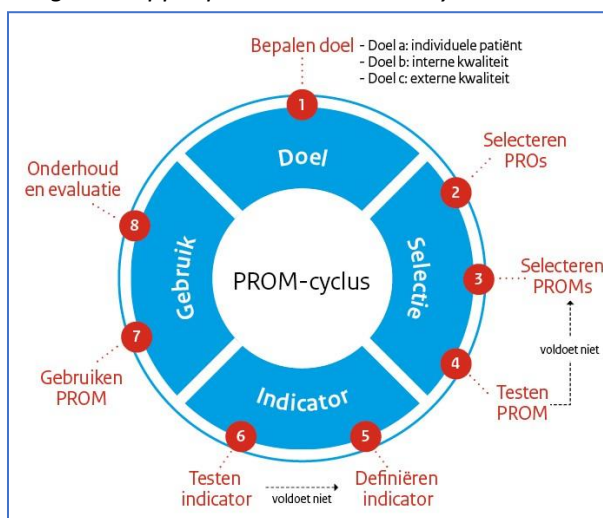 Bepalen doel
- Doel a: individuele patiënt
- Doel b: interne kwaliteit
- Doel c: externe kwaliteit
1
Doel
Selecteren
PROs
2
Onderhoud
en evaluatie
8
Gebruik
PROM-cyclus
Selectie
3
Selecteren
PROMs
voldoet niet
7
Gebruiken
PROM
4
Testen
PROM
Indicator
6
5
Testen
indicator
voldoet niet
Definiëren
indicator